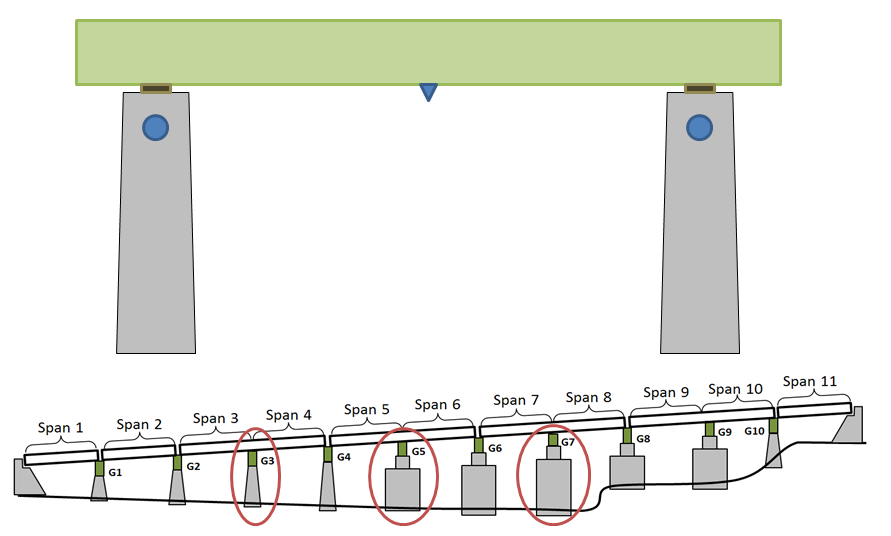 Span 1
Span 2
Span 3
Span 4
Span 5
Span 6
Span 7
Span 8
Span 9
Span 10
Span 11
G1
G2
G3
G4
G5
G6
G7
G8
G9
G10